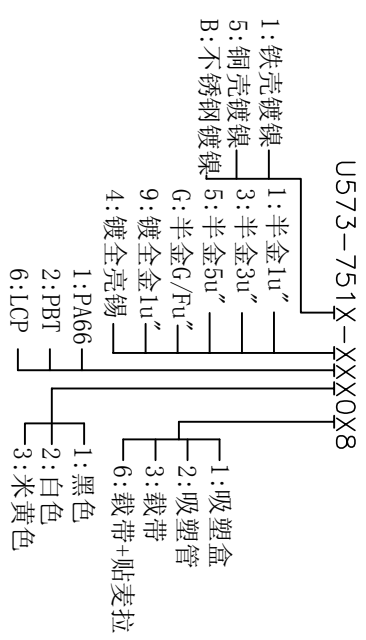 U573-751X-XXX0X8
1:铁壳镀镍
5:铜壳镀镍
B:不锈钢镀镍
1:半金1u"
3:半金3u"
5:半金5u"
G:半金G/Fu"
9:镀全金1u"
4:镀全亮锡
1:PA66
2:PBT
6:LCP
1:黑色
2:白色
3:米黄色
1:吸塑盒
2:吸塑管
3:载带
6:载带+贴麦拉